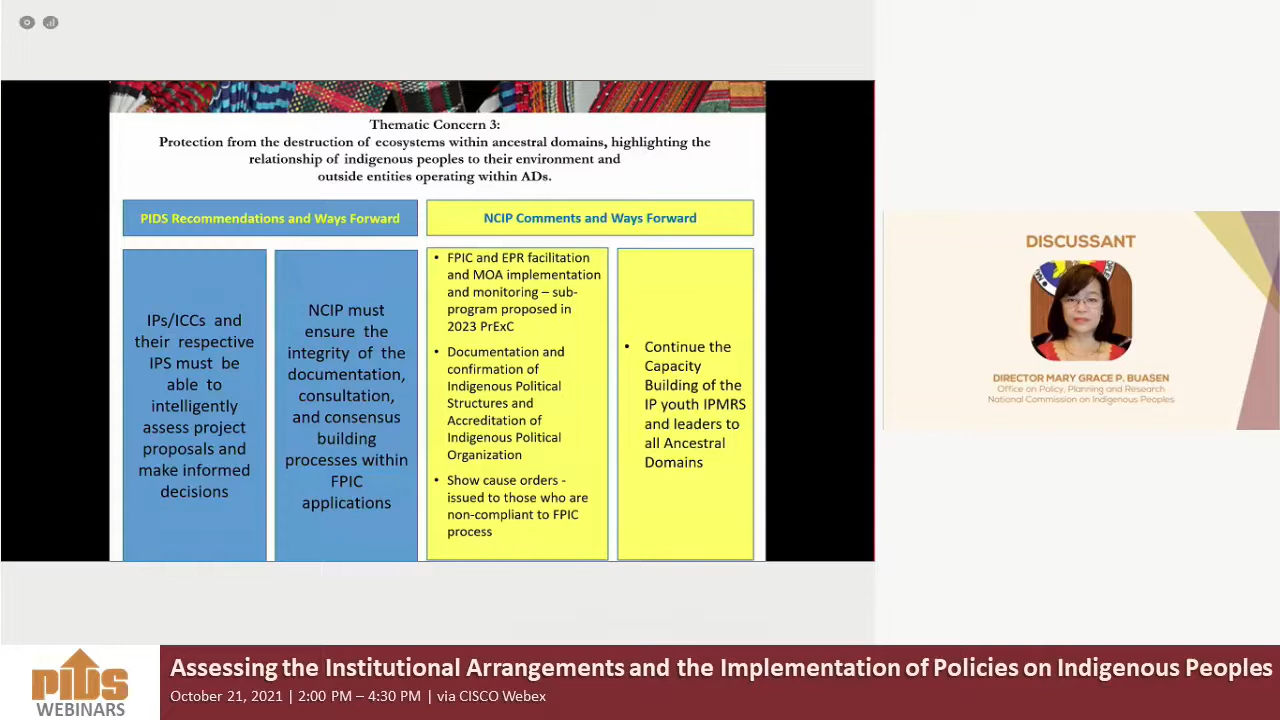 Thematic Concern 3:
Protection from the destruction of ecosystems within ancestral domains, highlighting the
relationship of indigenous peoples to their environment and
outside entities operating within ADs.
PIDS Recommendations and Ways Forward
NCIP Comments and Ways Forward
IPs/ICCs and
their respective
IPS must be
able to
intelligently
assess project
proposals and
make informed
decisions
NCIP must
ensure the
integrity of the
documentation,
consultation,
and consensus
building
processes within
FPIC
applications
• FPIC and EPR facilitation
and MOA implementation
and monitoring – sub-
program proposed in
2023 PrExC
• Documentation and
confirmation of
Indigenous Political
Structures and
Accreditation of
Indigenous Political
Organization
• Show cause orders -
issued to those who are
non-compliant to FPIC
process
• Continue the
Capacity
Building of the
IP youth IPMRS
and leaders to
all Ancestral
Domains
DISCUSSANT
DIRECTOR MARY GRACE P. BUASEN
Office on Policy, Planning and Research
National Commission on Indigenous Peoples
PIDS
WEBINARS
Assessing the Institutional Arrangements and the Implementation of Policies on Indigenous Peoples
October 21, 2021 | 2:00 PM – 4:30 PM | via CISCO Webex